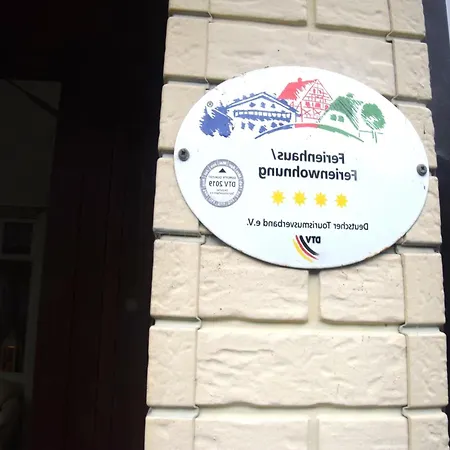 Ferienhaus/
Ferienwohnung
DTV 2019
Deutscher Tourismusverband e.V.
DTV